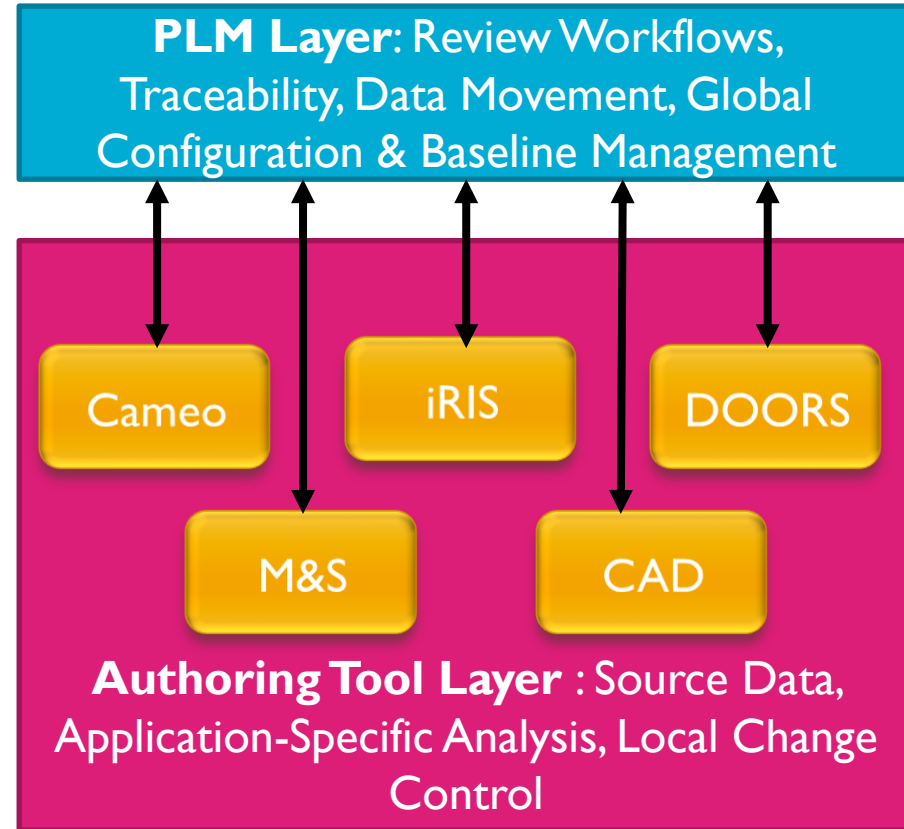 PLM Layer: Review Workflows,
Traceability, Data Movement, Global
Configuration & Baseline Management
Cameo
iRIS
DOORS
M&S
CAD
Authoring Tool Layer : Source Data,
Application-Specific Analysis, Local Change
Control